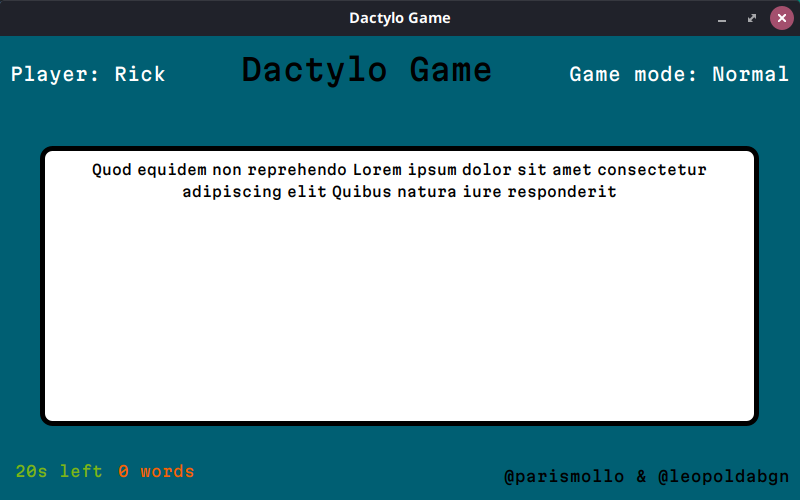 Dactylo Game
Player: Rick
Dactylo Game
Game mode: Normal
Quod equidem non reprehendo Lorem ipsum dolor sit amet consectetur
adipiscing elit Quibus natura iure responderit
20s left 0 words
@parismollo & @leopoldabgn